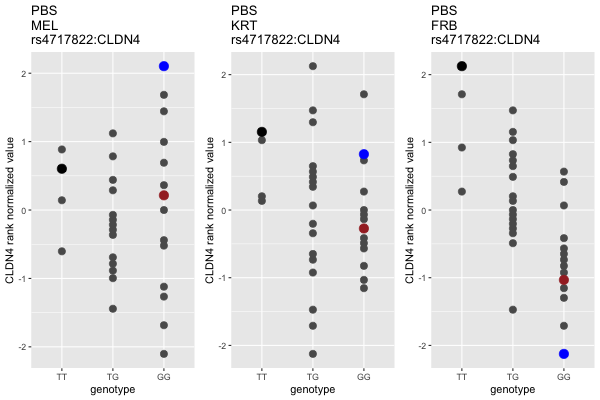 PBS
MEL
rs4717822:CLDN4
CLDN4 rank normalized value
2
1
0
-1
-2
TT TG GG
genotype
PBS
KRT
rs4717822:CLDN4
CLDN4 rank normalized value
2
1
0
-1
-2
TT TG GG
genotype
PBS
FRB
rs4717822:CLDN4
CLDN4 rank normalized value
2
1
0
-1
-2
TT TG GG
genotype